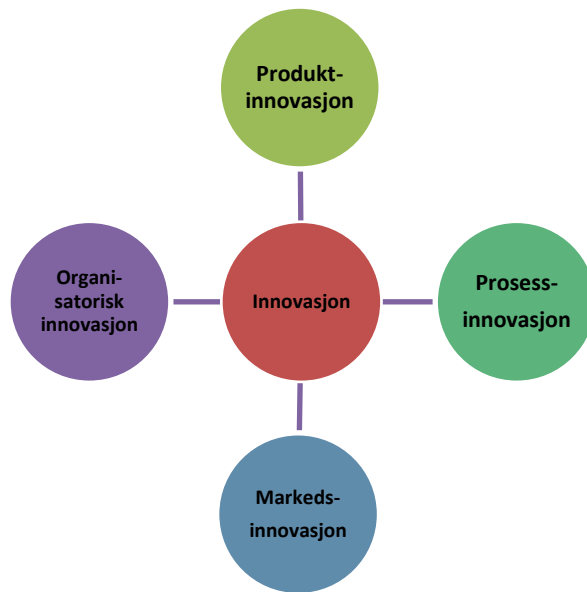 Produkt-
innovasjon
Organi-
satorisk
innovasjon
Innovasjon
Prosess-
innovasjon
Markeds-
innovasjon